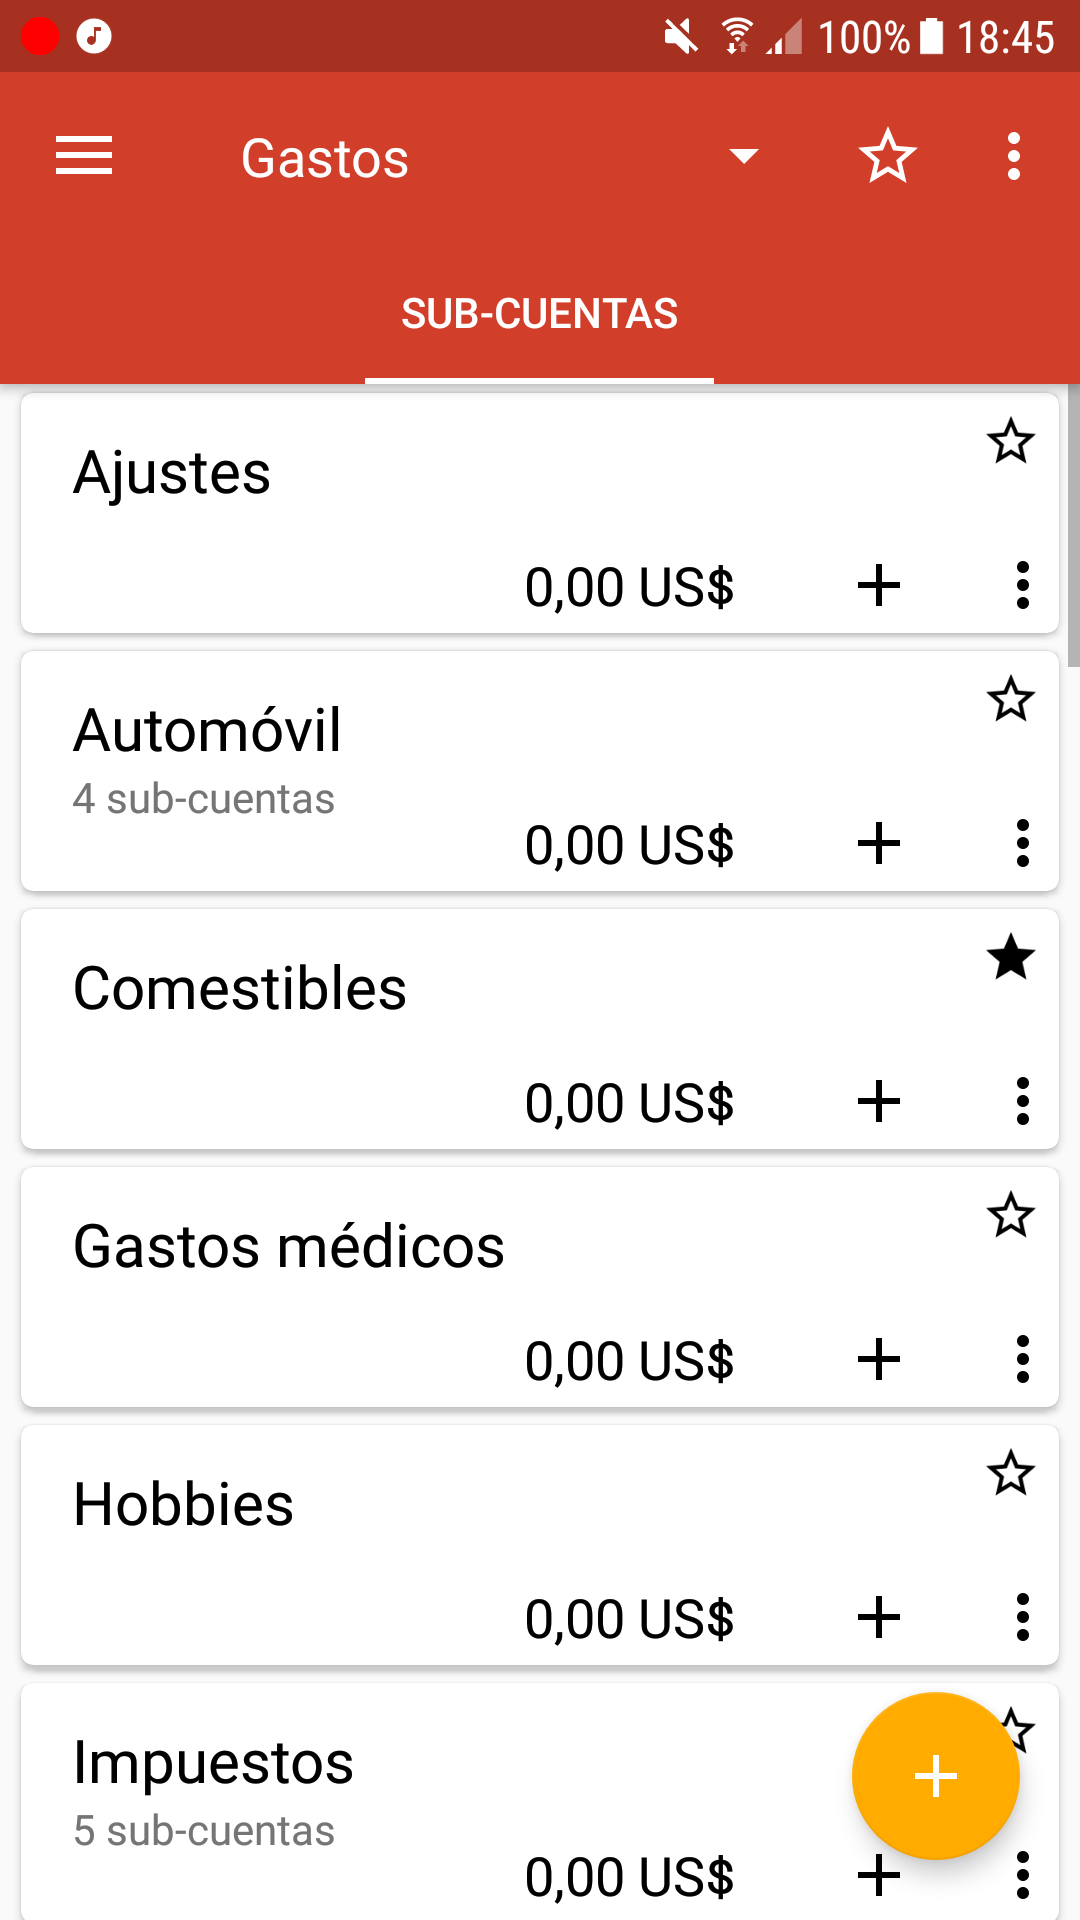 100% 18:45
Gastos
SUB-CUENTAS
Ajustes
0,00 US$
Automóvil
4 sub-cuentas
0,00 US$
Comestibles
0,00 US$
Gastos médicos
0,00 US$
Hobbies
0,00 US$
Impuestos
5 sub-cuentas
0,00 US$